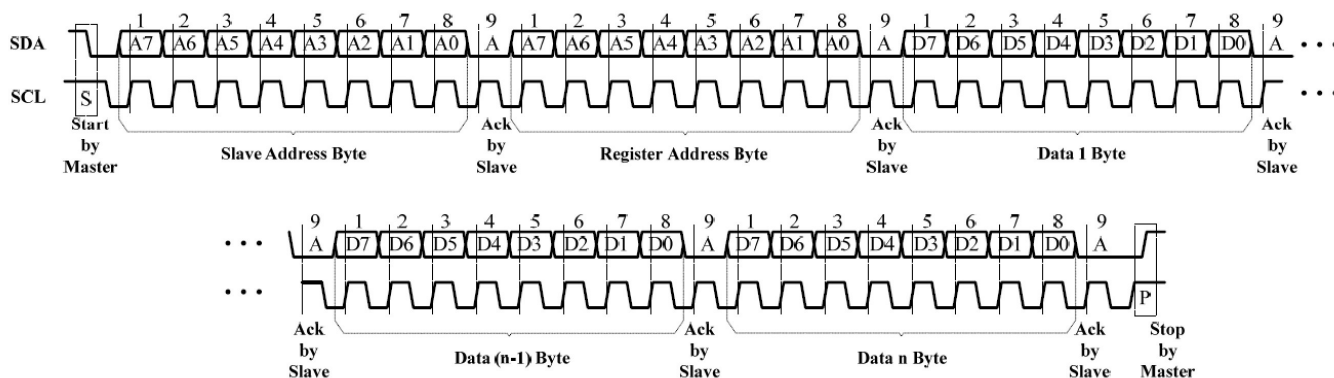 1 2 3 4 5 6 7 8 9 1 2 3 4 5 6 7 8 9 1 2 3 4 5 6 7 8 9
SDA A7 A6 A5 A4 A3 A2 A1 A0 A A7 A6 A5 A4 A3 A2 A1 A0 A D7 D6 D5 D4 D3 D2 D1 D0 A • • •
SCL S • • •
Start by Master
Slave Address Byte
Ack by Slave
Register Address Byte
Ack by Slave
Data 1 Byte
Ack by Slave
9 1 2 3 4 5 6 7 8 9 1 2 3 4 5 6 7 8 9
• • • A D7 D6 D5 D4 D3 D2 D1 D0 A D7 D6 D5 D4 D3 D2 D1 D0 A
• • • P
Ack by Slave
Data (n-1) Byte
Ack by Slave
Data n Byte
Ack by Slave
Stop by Master